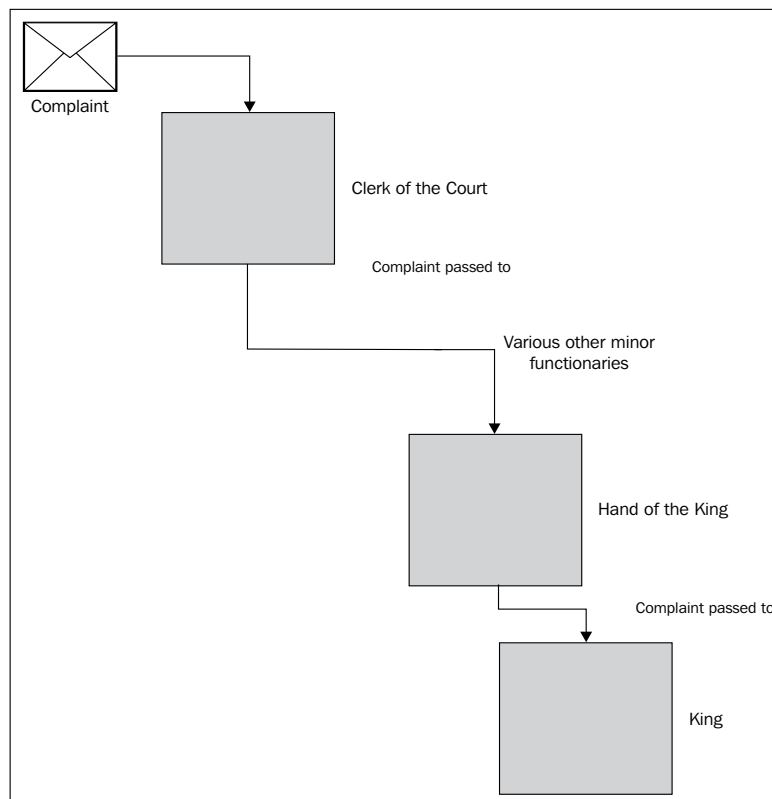 Complaint
Clerk of the Court
Complaint passed to
Various other minor
functionaries
Hand of the King
Complaint passed to
King